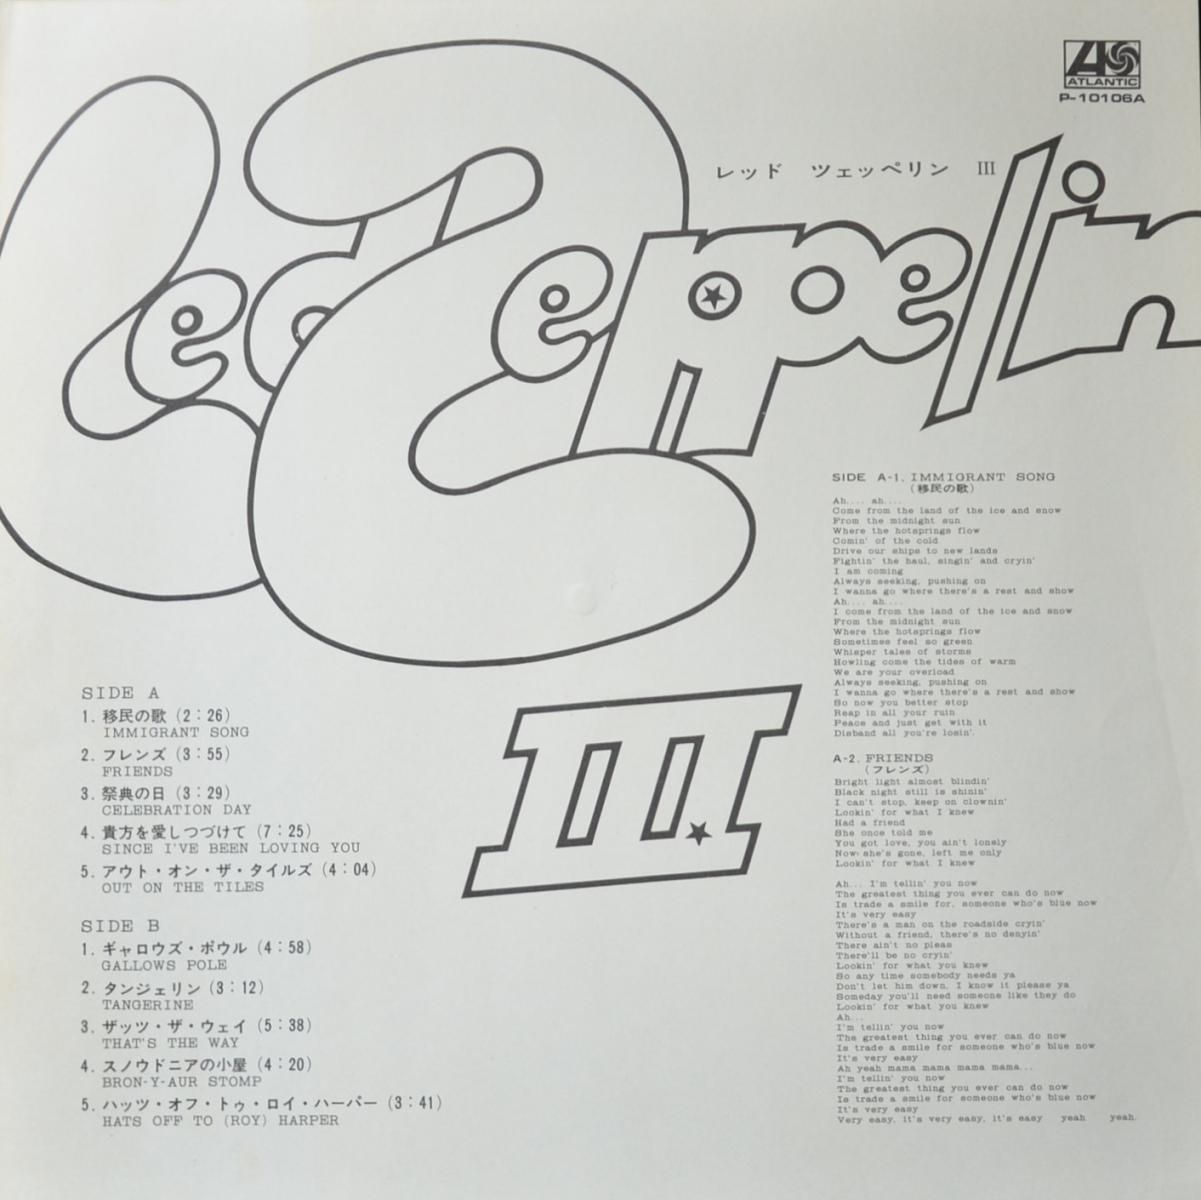 ATLANTIC
P-10106A
レッド ツェッペリン III
Led Zeppelin
III.
SIDE A
1. 移民の歌 (2:26)
IMMIGRANT SONG
2. フレンズ (3:55)
FRIENDS
3. 祭典の日 (3:29)
CELEBRATION DAY
4. 貴方を愛しつづけて (7:25)
SINCE I'VE BEEN LOVING YOU
5. アウト・オン・ザ・タイルズ (4:04)
OUT ON THE TILES
SIDE B
1. ギャロウズ・ポウル (4:58)
GALLOWS POLE
2. タンジェリン (3:12)
TANGERINE
3. ザッツ・ザ・ウェイ (5:38)
THAT'S THE WAY
4. スノウドニアの小屋 (4:20)
BRON-Y-AUR STOMP
5. ハッツ・オフ・トゥ・ロイ・ハーパー (3:41)
HATS OFF TO (ROY) HARPER
SIDE A-1. IMMIGRANT SONG
(移民の歌)
Ah.... ah....
Come from the land of the ice and snow
From the midnight sun
Where the hotsprings flow
Comin' of the cold
Drive our ships to new lands
Fightin' the haul, singin' and cryin'
I am coming
Always seeking, pushing on
I wanna go where there's a rest and show
Ah.... ah....
I come from the land of the ice and snow
From the midnight sun
Where the hotsprings flow
Sometimes feel so green
Whisper tales of storms
Howling come the tides of warm
We are your overload
Always seeking, pushing on
I wanna go where there's a rest and show
So now you better stop
Reap in all your ruin
Peace and just get with it
Disband all you're losin'.
A-2. FRIENDS
(フレンズ)
Bright light almost blindin'
Black night still is shinin'
I can't stop, keep on clownin'
Lookin' for what I knew
Had a friend
She once told me
You got love, you ain't lonely
Now she's gone, left me only
Lookin' for what I knew
Ah... I'm tellin' you now
The greatest thing you ever can do now
Is trade a smile for, someone who's blue now
It's very easy
There's a man on the roadside cryin'
Without a friend, there's no denyin'
There ain't no pleas
There'll be no cryin'
Lookin' for what you knew
So any time somebody needs ya
Don't let him down, I know it please ya
Someday you'll need someone like they do
Lookin' for what you knew
Ah...
I'm tellin' you now
The greatest thing you ever can do now
Is trade a smile for someone who's blue now
It's very easy
Ah yeah mama mama mama mama...
I'm tellin' you now
The greatest thing you ever can do now
Is trade a smile for someone who's blue now
It's very easy
Very easy, it's very easy, it's easy yeah yeah.